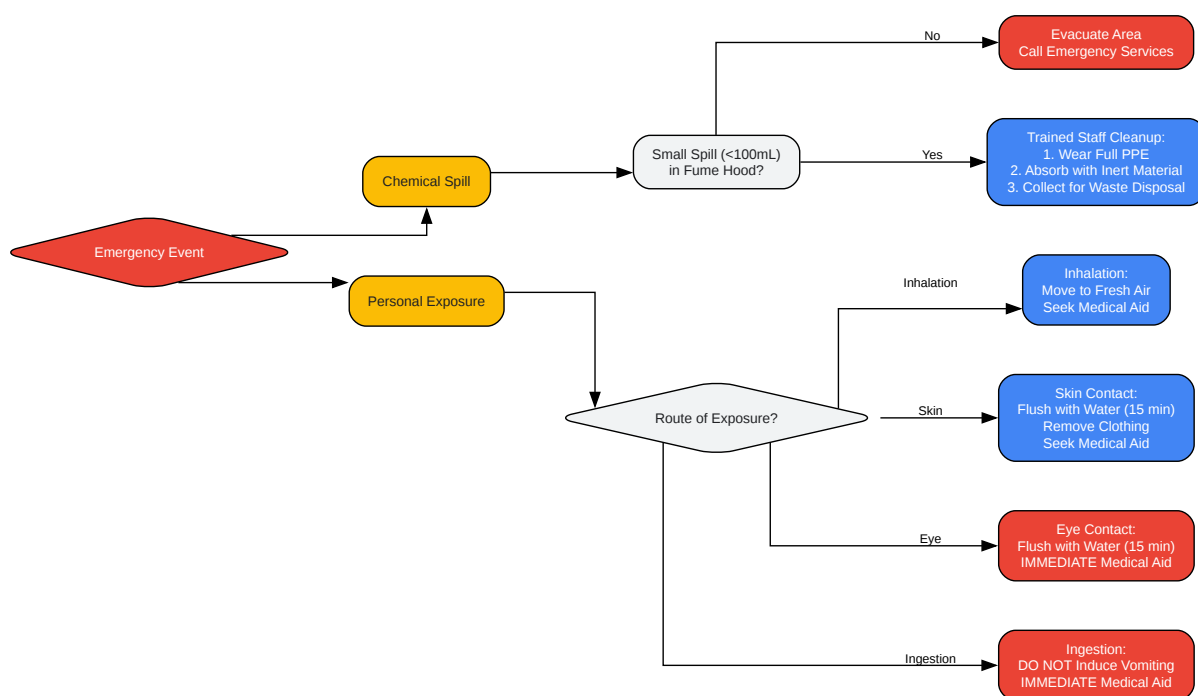 No
Evacuate Area
Call Emergency Services
Small Spill (<100mL)
in Fume Hood?
Yes
Trained Staff Cleanup:
1. Wear Full PPE
2. Absorb with Inert Material
3. Collect for Waste Disposal
Chemical Spill
Emergency Event
Personal Exposure
Inhalation
Inhalation:
Move to Fresh Air
Seek Medical Aid
Route of Exposure?
Skin
Skin Contact:
Flush with Water (15 min)
Remove Clothing
Seek Medical Aid
Eye
Eye Contact:
Flush with Water (15 min)
IMMEDIATE Medical Aid
Ingestion
Ingestion:
DO NOT Induce Vomiting
IMMEDIATE Medical Aid